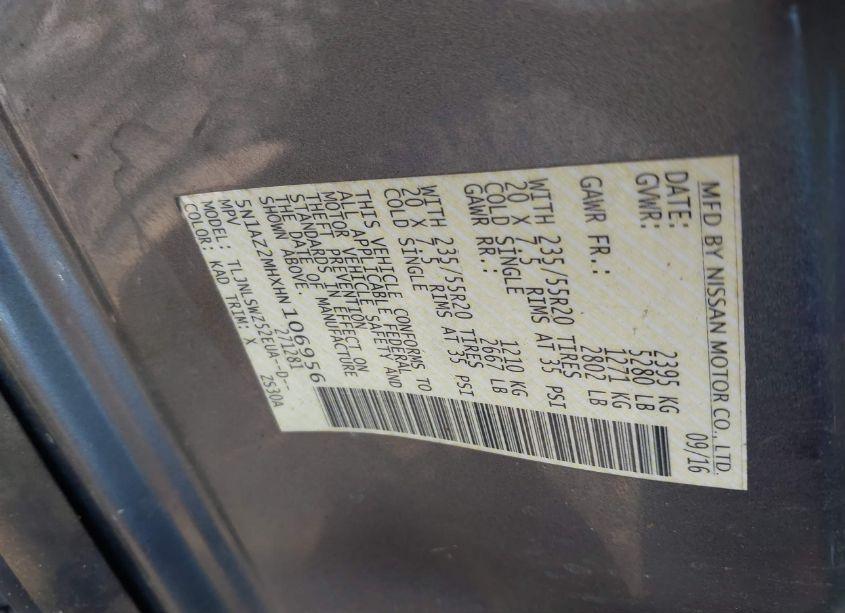 MFD BY NISSAN MOTOR CO., LTD.
DATE: 09/16
GVWR: 2395 KG
5280 LB
GAWR FR.: 1271 KG
2802 LB
WITH 235/55R20 TIRES
20 X 7.5 RIMS AT 35 PSI
COLD SINGLE
GAWR RR.: 1210 KG
2667 LB
WITH 235/55R20 TIRES
20 X 7.5 RIMS AT 35 PSI
COLD SINGLE
THIS VEHICLE CONFORMS TO
ALL APPLICABLE FEDERAL
MOTOR VEHICLE SAFETY AND
THEFT PREVENTION
STANDARDS IN EFFECT ON
THE DATE OF MANUFACTURE
SHOWN ABOVE.
5N1AZ2MHXHN106956
MPV 271281
MODEL: TLJNLSWZ52EUA--D--
COLOR: KAD TRIM: X 2530A